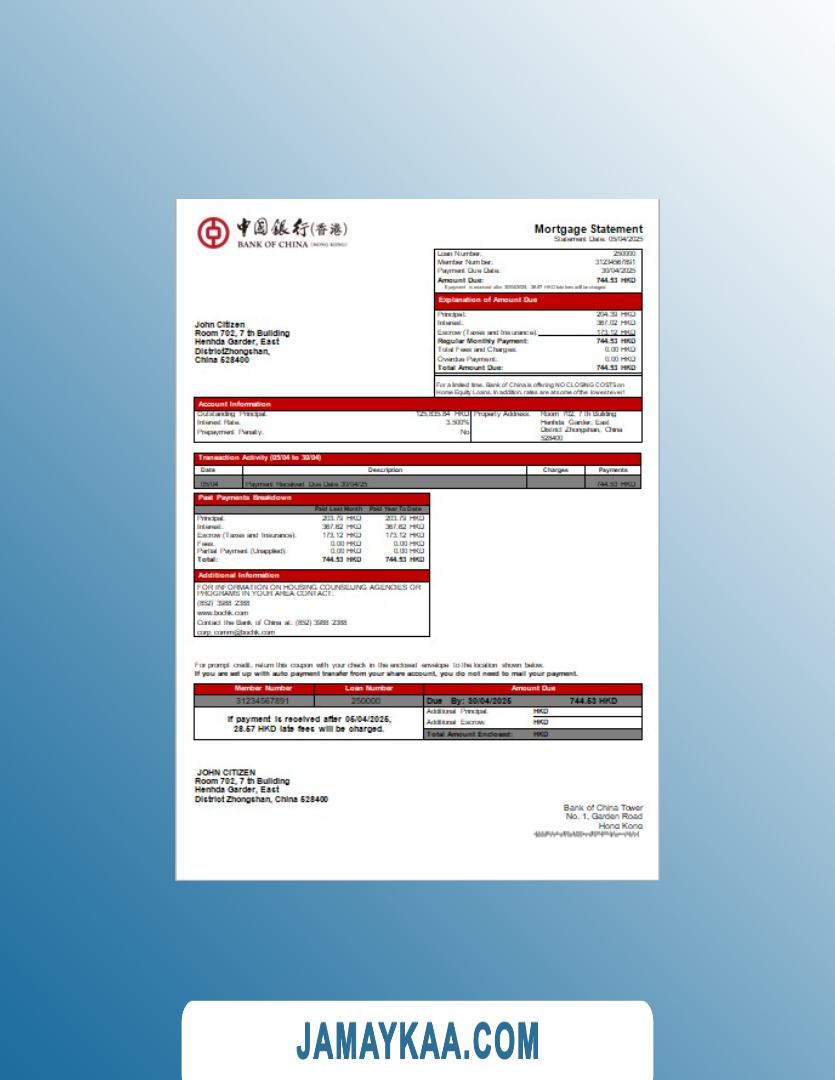 中国银行(香港)
BANK OF CHINA (HONG KONG)
Mortgage Statement
Statement Date: 05/04/2025
Loan Number: 250000
Member Number: 31234567891
Payment Due Date: 30/04/2025
Amount Due: 744.53 HKD
If payment is received after 30/04/2024, 28.57 HKD late fees will be charged
Explanation of Amount Due
Principal: 204.39 HKD
Interest: 367.02 HKD
Escrow (Taxes and Insurance): 173.12 HKD
Regular Monthly Payment: 744.53 HKD
Total Fees and Charges: 0.00 HKD
Overdue Payment: 0.00 HKD
Total Amount Due: 744.53 HKD
For a limited time, Bank of China is offering NO CLOSING COSTS on
Home Equity Loans. In addition, rates are at some of the lowest ever!
John Citizen
Room 702, 7 th Building
Henhda Garder, East
DistrictZhongshan,
China 528400
Account Information
Outstanding Principal: 125,835.84 HKD
Interest Rate: 3.500%
Prepayment Penalty: No
Property Address: Room 702, 7 th Building
Henhda Garder, East
District Zhongshan, China
528400
Transaction Activity (05/04 to 30/04)
Date Description Charges Payments
05/04 Payment Received Due Date 30/04/25 744.53 HKD
Past Payments Breakdown
Paid Last Month Paid Year To Date
Principal: 203.79 HKD 203.79 HKD
Interest: 367.62 HKD 367.62 HKD
Escrow (Taxes and Insurance): 173.12 HKD 173.12 HKD
Fees: 0.00 HKD 0.00 HKD
Partial Payment (Unapplied): 0.00 HKD 0.00 HKD
Total: 744.53 HKD 744.53 HKD
Additional Information
FOR INFORMATION ON HOUSING COUNSELING AGENCIES OR
PROGRAMS IN YOUR AREA CONTACT:
(852) 3988 2388
www.bochk.com
Contact the Bank of China at: (852) 3988 2388
corp_comm@bochk.com
For prompt credit, return this coupon with your check in the enclosed envelope to the location shown below.
If you are set up with auto payment transfer from your share account, you do not need to mail your payment.
Member Number Loan Number Amount Due
31234567891 250000 Due By: 30/04/2025 744.53 HKD
If payment is received after 05/04/2025,
28.57 HKD late fees will be charged.
Additional Principal: HKD
Additional Escrow: HKD
Total Amount Enclosed: HKD
JOHN CITIZEN
Room 702, 7 th Building
Henhda Garder, East
District Zhongshan, China 528400
Bank of China Tower
No. 1, Garden Road
Hong Kong
JAMAYKAA.COM